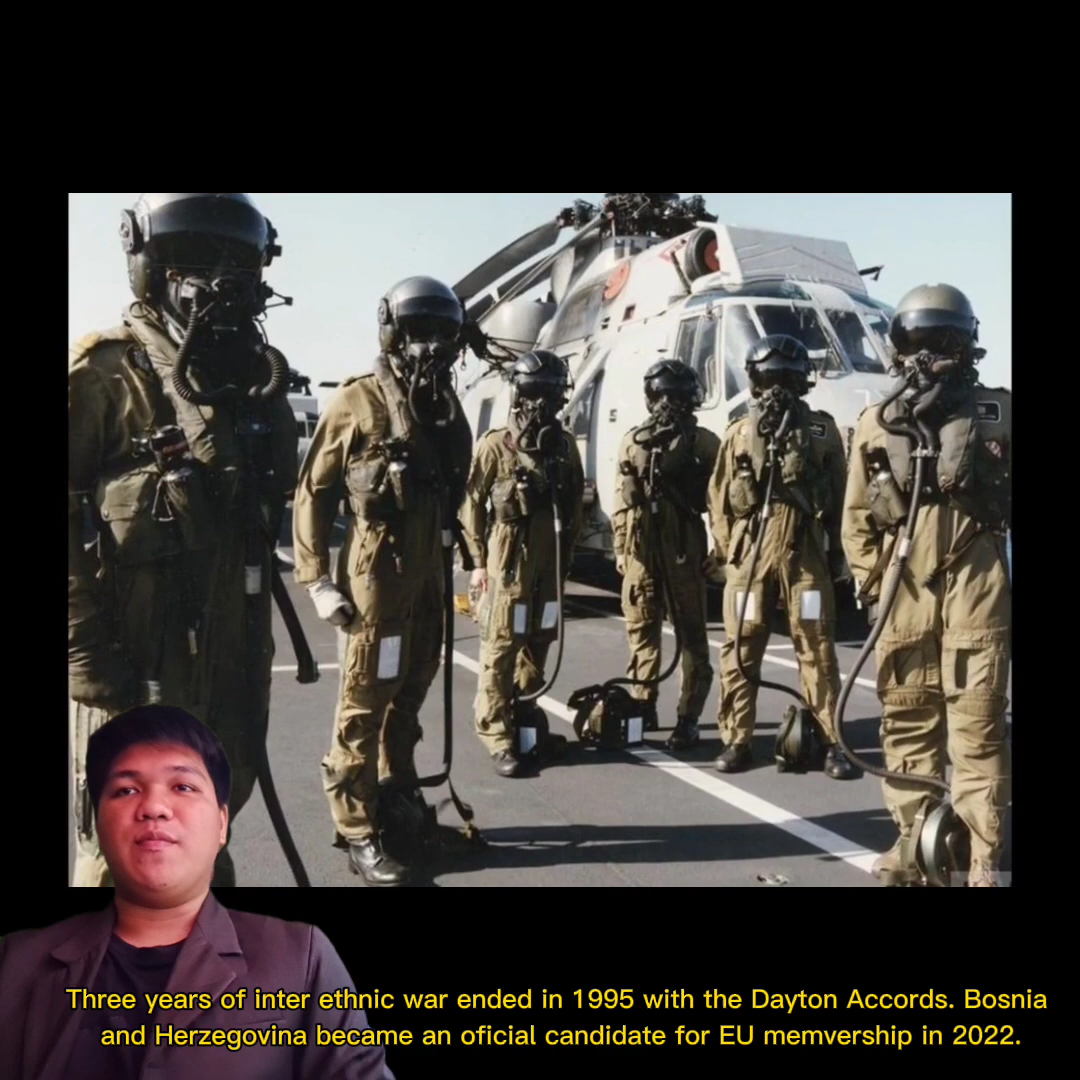 Three years of inter ethnic war ended in 1995 with the Dayton Accords. Bosnia
and Herzegovina became an oficial candidate for EU memvership in 2022.